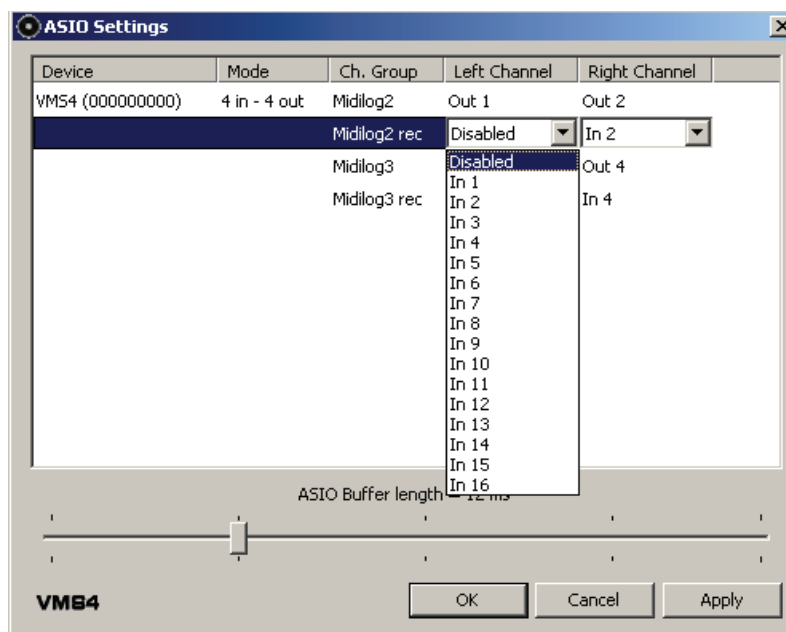 ASIO Settings
Device Mode Ch. Group Left Channel Right Channel
VMS4 (000000000) 4 in - 4 out Midilog2 Out 1 Out 2
Midilog2 rec Disabled In 2
Midilog3 Out 4
Midilog3 rec In 4
Disabled
In 1
In 2
In 3
In 4
In 5
In 6
In 7
In 8
In 9
In 10
In 11
In 12
In 13
In 14
In 15
In 16
ASIO Buffer length = 12 ms
VMS4
OK Cancel Apply